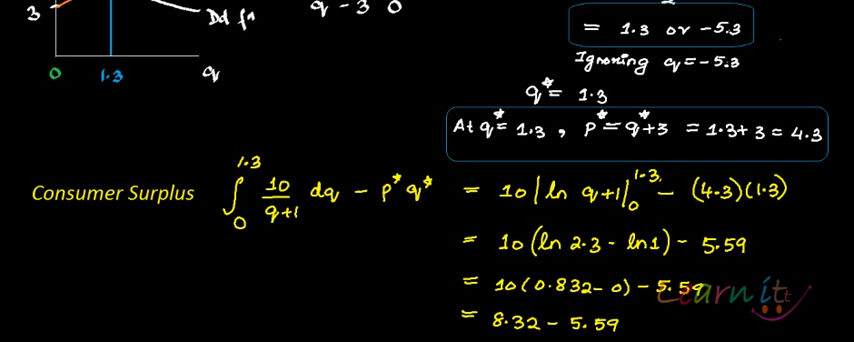 3
Dd fn
q - 3 0
0 1.3 q
= 1.3 or -5.3
Ignoring q = -5.3
q* = 1.3
At q* = 1.3, p* = q* + 3 = 1.3 + 3 = 4.3
Consumer Surplus ∫₀^1.3 10/(q+1) dq - p* q* = 10 | ln q+1 |₀^1.3 - (4.3)(1.3)
= 10 (ln 2.3 - ln 1) - 5.59
= 10 (0.832 - 0) - 5.59
= 8.32 - 5.59
Learn itt